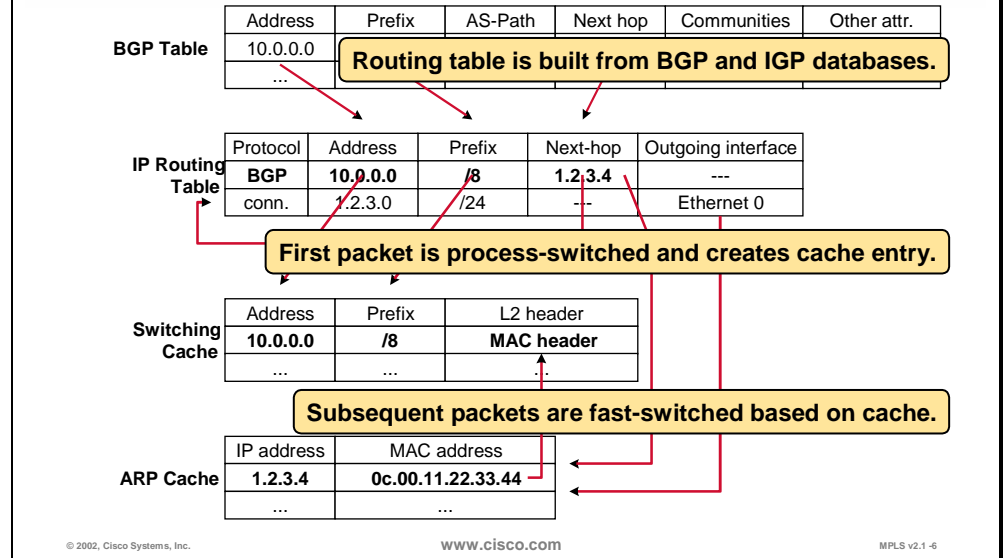 Address Prefix AS-Path Next hop Communities Other attr.
BGP Table
10.0.0.0
Routing table is built from BGP and IGP databases.
...
Protocol Address Prefix Next-hop Outgoing interface
IP Routing
Table
BGP 10.0.0.0 /8 1.2.3.4 ---
conn. 1.2.3.0 /24 --- Ethernet 0
First packet is process-switched and creates cache entry.
Address Prefix L2 header
Switching
Cache
10.0.0.0 /8 MAC header
... ... ...
Subsequent packets are fast-switched based on cache.
IP address MAC address
ARP Cache
1.2.3.4 0c.00.11.22.33.44
... ...
© 2002, Cisco Systems, Inc. www.cisco.com MPLS v2.1 -6